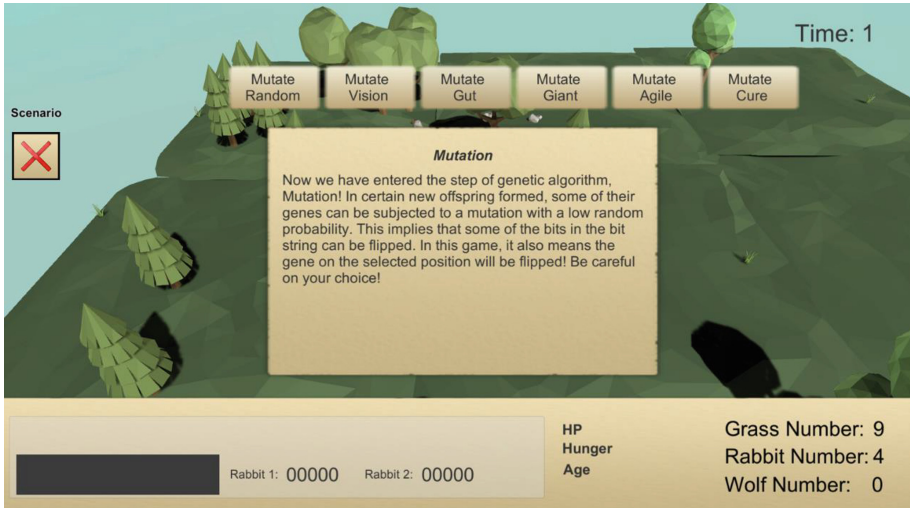 Time: 1
Mutate Random
Mutate Vision
Mutate Gut
Mutate Giant
Mutate Agile
Mutate Cure
Scenario
Mutation
Now we have entered the step of genetic algorithm,
Mutation! In certain new offspring formed, some of their
genes can be subjected to a mutation with a low random
probability. This implies that some of the bits in the bit
string can be flipped. In this game, it also means the
gene on the selected position will be flipped! Be careful
on your choice!
Rabbit 1: 00000 Rabbit 2: 00000
HP
Hunger
Age
Grass Number: 9
Rabbit Number: 4
Wolf Number: 0